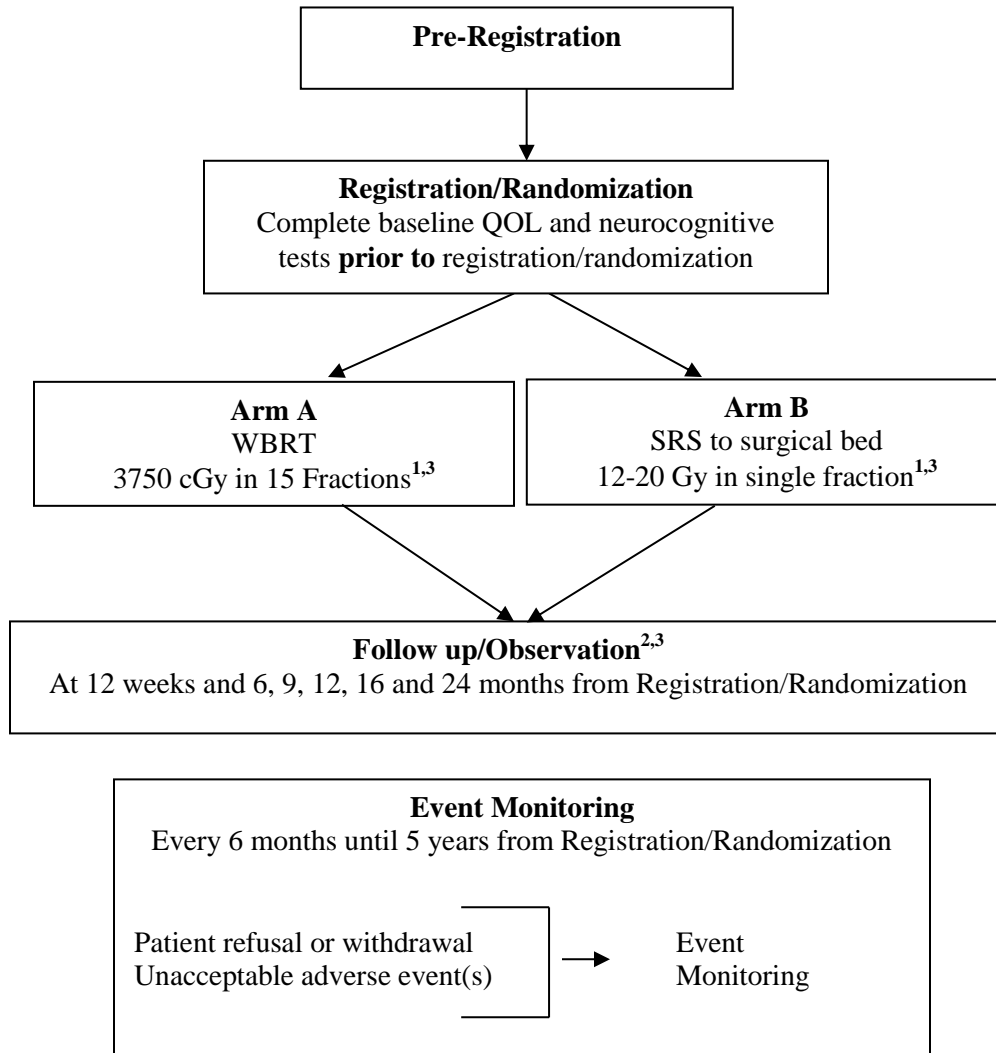 Pre-Registration
Registration/Randomization
Complete baseline QOL and neurocognitive
tests prior to registration/randomization
Arm A
WBRT
3750 cGy in 15 Fractions1,3
Arm B
SRS to surgical bed
12-20 Gy in single fraction1,3
Follow up/Observation2,3
At 12 weeks and 6, 9, 12, 16 and 24 months from Registration/Randomization
Event Monitoring
Every 6 months until 5 years from Registration/Randomization
Patient refusal or withdrawal
Unacceptable adverse event(s)
Event
Monitoring